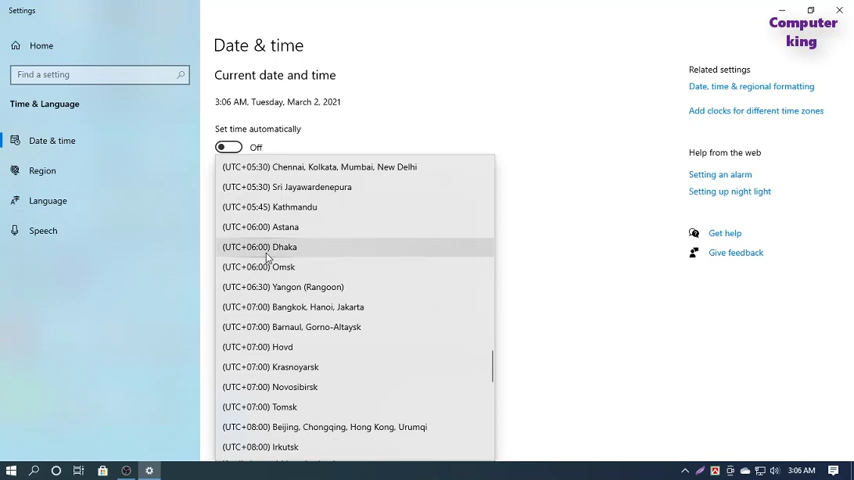 Settings
Computer
king
Home
Find a setting
Time & Language
Date & time
Region
Language
Speech
Date & time
Current date and time
3:06 AM, Tuesday, March 2, 2021
Set time automatically
Off
(UTC+05:30) Chennai, Kolkata, Mumbai, New Delhi
(UTC+05:30) Sri Jayawardenepura
(UTC+05:45) Kathmandu
(UTC+06:00) Astana
(UTC+06:00) Dhaka
(UTC+06:00) Omsk
(UTC+06:30) Yangon (Rangoon)
(UTC+07:00) Bangkok, Hanoi, Jakarta
(UTC+07:00) Barnaul, Gorno-Altaysk
(UTC+07:00) Hovd
(UTC+07:00) Krasnoyarsk
(UTC+07:00) Novosibirsk
(UTC+07:00) Tomsk
(UTC+08:00) Beijing, Chongqing, Hong Kong, Urumqi
(UTC+08:00) Irkutsk
Related settings
Date, time & regional formatting
Add clocks for different time zones
Help from the web
Setting an alarm
Setting up night light
Get help
Give feedback
3:06 AM